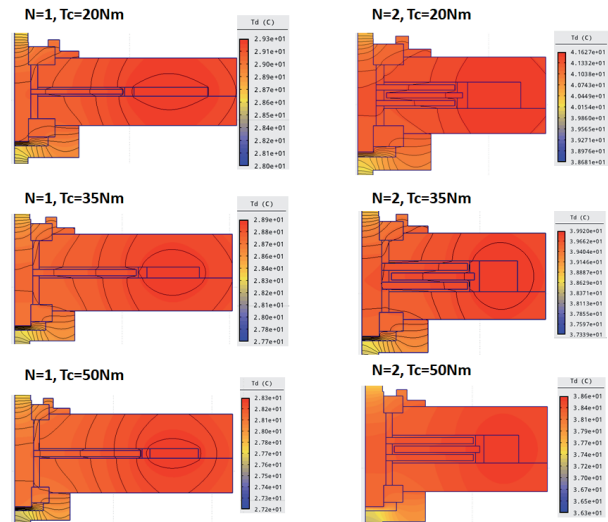 N=1, Tc=20Nm
Td (C)
2.93e+01
2.91e+01
2.90e+01
2.89e+01
2.87e+01
2.86e+01
2.85e+01
2.84e+01
2.82e+01
2.81e+01
2.80e+01
N=2, Tc=20Nm
Td (C)
4.1627e+01
4.1332e+01
4.1038e+01
4.0743e+01
4.0449e+01
4.0154e+01
3.9860e+01
3.9565e+01
3.9271e+01
3.8976e+01
3.8681e+01
N=1, Tc=35Nm
Td (C)
2.89e+01
2.88e+01
2.87e+01
2.86e+01
2.84e+01
2.83e+01
2.82e+01
2.81e+01
2.80e+01
2.78e+01
2.77e+01
N=2, Tc=35Nm
Td (C)
3.9920e+01
3.9662e+01
3.9404e+01
3.9146e+01
3.8887e+01
3.8629e+01
3.8371e+01
3.8113e+01
3.7855e+01
3.7597e+01
3.7339e+01
N=1, Tc=50Nm
Td (C)
2.83e+01
2.82e+01
2.81e+01
2.80e+01
2.78e+01
2.77e+01
2.76e+01
2.75e+01
2.74e+01
2.73e+01
2.72e+01
N=2, Tc=50Nm
Td (C)
3.86e+01
3.84e+01
3.81e+01
3.79e+01
3.77e+01
3.74e+01
3.72e+01
3.70e+01
3.67e+01
3.65e+01
3.63e+01